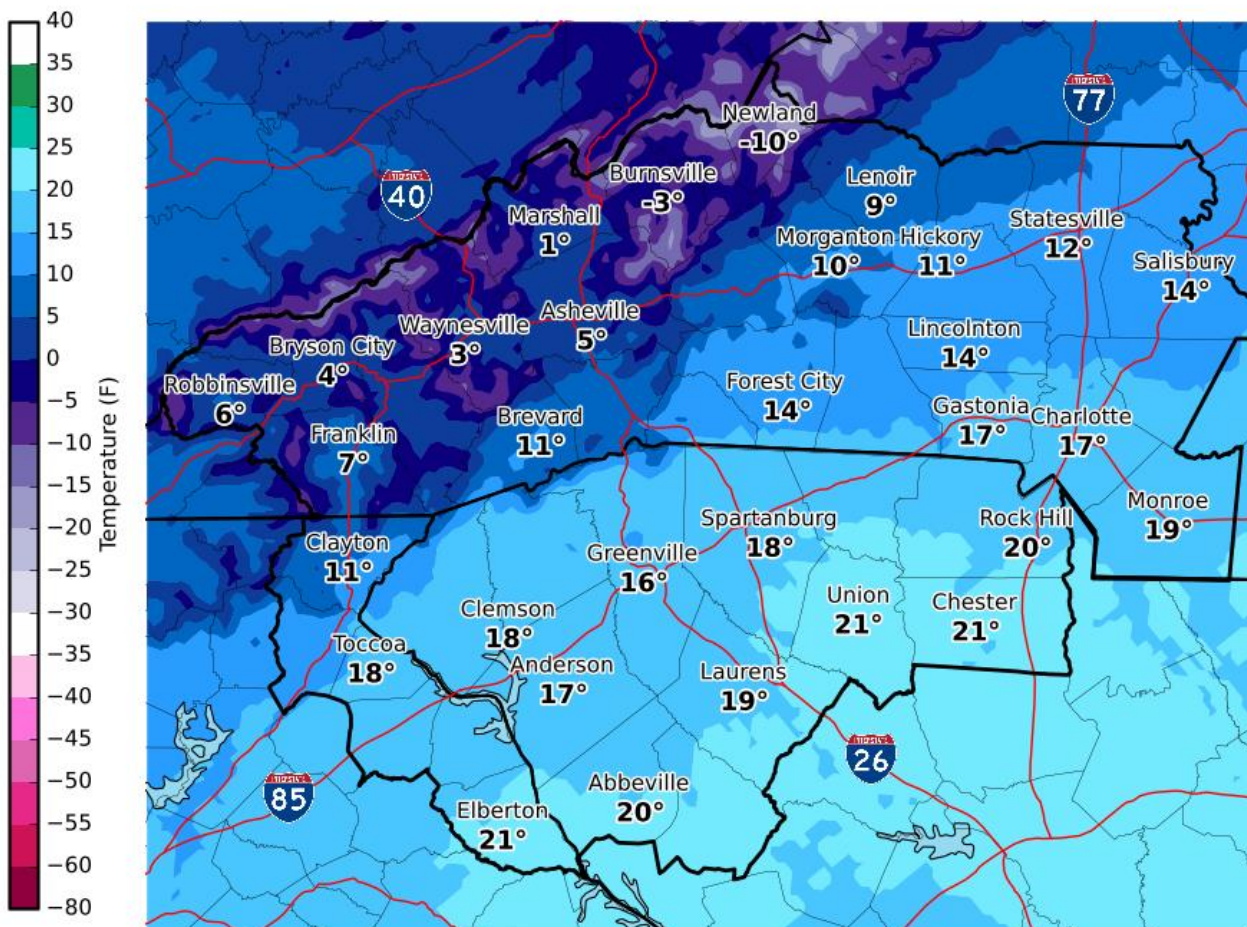 40
35
30
25
20
15
10
5
0
−5
−10
−15
−20
−25
−30
−35
−40
−45
−50
−55
−60
−80
Temperature (F)
77
Newland
-10°
Burnsville
-3°
Lenoir
9°
40
Marshall
1°
Statesville
12°
Morganton Hickory
10° 11°
Salisbury
14°
Asheville
5°
Waynesville
3°
Lincolnton
14°
Bryson City
4°
Robbinsville
6°
Forest City
14°
Brevard
11°
Gastonia
17°
Charlotte
17°
Franklin
7°
Monroe
19°
Spartanburg
18°
Rock Hill
20°
Clayton
11°
Greenville
16°
Union
21°
Chester
21°
Clemson
18°
Toccoa
18°
Anderson
17°
Laurens
19°
26
85
Abbeville
20°
Elberton
21°